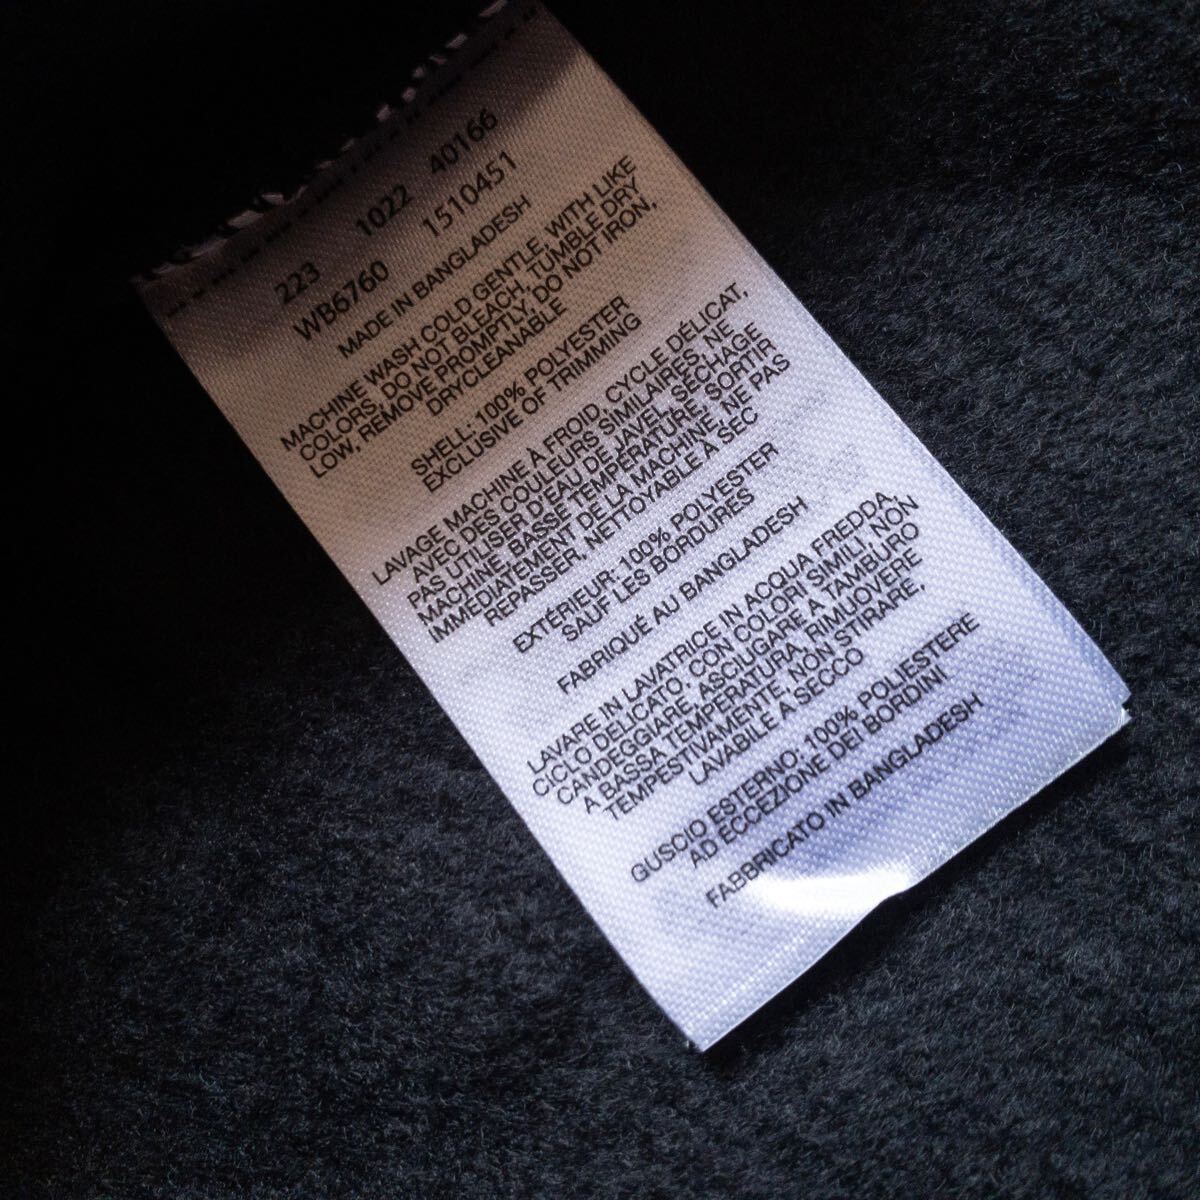 223 1022 40166
WB6760 1510451
MADE IN BANGLADESH
MACHINE WASH COLD GENTLE, WITH LIKE
COLORS, DO NOT BLEACH, TUMBLE DRY
LOW, REMOVE PROMPTLY, DO NOT IRON,
DRYCLEANABLE
SHELL: 100% POLYESTER
EXCLUSIVE OF TRIMMING
LAVAGE MACHINE A FROID, CYCLE DÉLICAT,
AVEC DES COULEURS SIMILAIRES, NE
PAS UTILISER D'EAU DE JAVEL, SÉCHAGE
MACHINE, BASSE TEMPÉRATURE, SORTIR
IMMÉDIATEMENT DE LA MACHINE, NE PAS
REPASSER, NETTOYABLE À SEC
EXTÉRIEUR: 100% POLYESTER
SAUF LES BORDURES
FABRIQUÉ AU BANGLADESH
LAVARE IN LAVATRICE IN ACQUA FREDDA,
CICLO DELICATO, CON COLORI SIMILI, NON
CANDEGGIARE, ASCIUGARE A TAMBURO
A BASSA TEMPERATURA, RIMUOVERE
TEMPESTIVAMENTE, NON STIRARE,
LAVABILE A SECCO
GUSCIO ESTERNO: 100% POLIESTERE
AD ECCEZIONE DEI BORDINI
FABBRICATO IN BANGLADESH